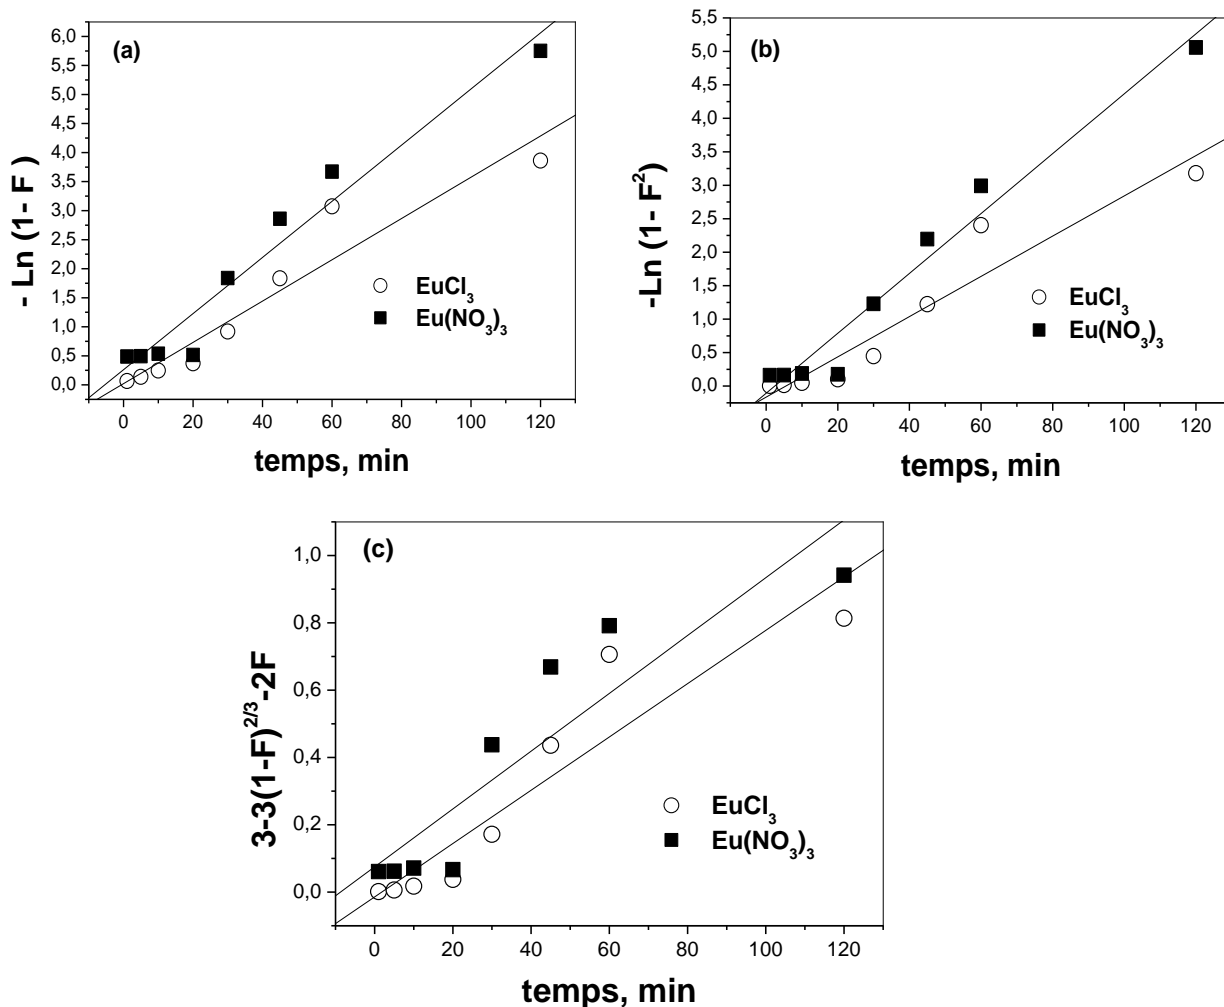 (a)
6,0
5,5
5,0
4,5
4,0
3,5
3,0
2,5
2,0
1,5
1,0
0,5
0,0
- Ln (1- F )
EuCl3
Eu(NO3)3
0 20 40 60 80 100 120
temps, min
(b)
5,5
5,0
4,5
4,0
3,5
3,0
2,5
2,0
1,5
1,0
0,5
0,0
-Ln (1- F²)
EuCl3
Eu(NO3)3
0 20 40 60 80 100 120
temps, min
(c)
1,0
0,8
0,6
0,4
0,2
0,0
3-3(1-F)^2/3-2F
EuCl3
Eu(NO3)3
0 20 40 60 80 100 120
temps, min